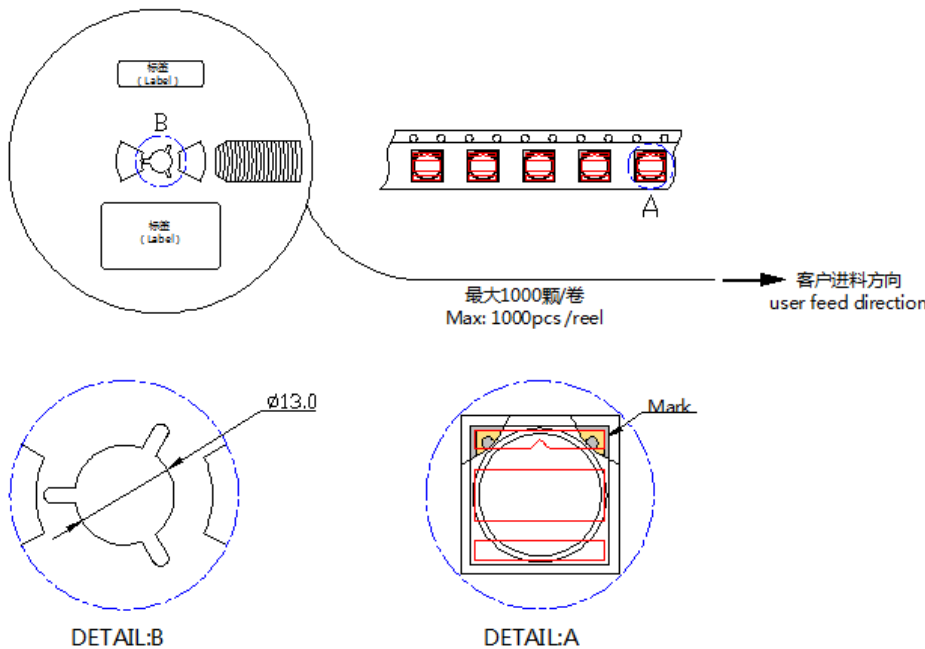 标签
( Label )
B
A
标签
( Label )
最大1000颗/卷
Max: 1000pcs/reel
客户进料方向
user feed direction
ø13.0
Mark
DETAIL:B
DETAIL:A